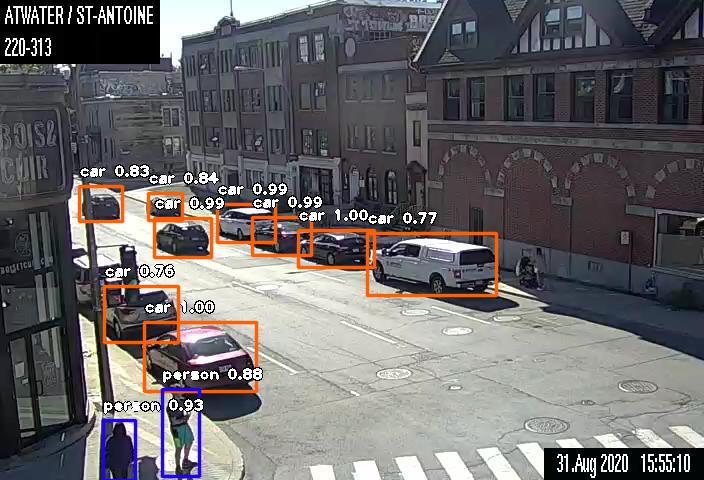 ATWATER / ST-ANTOINE
220-313
BOIS&
CUIR
car 0.83
car 0.84
car 0.99
car 0.99
car 0.99
car 1.00
car 0.77
car 0.76
car 1.00
person 0.88
person 0.93
31.Aug 2020 15:55:10